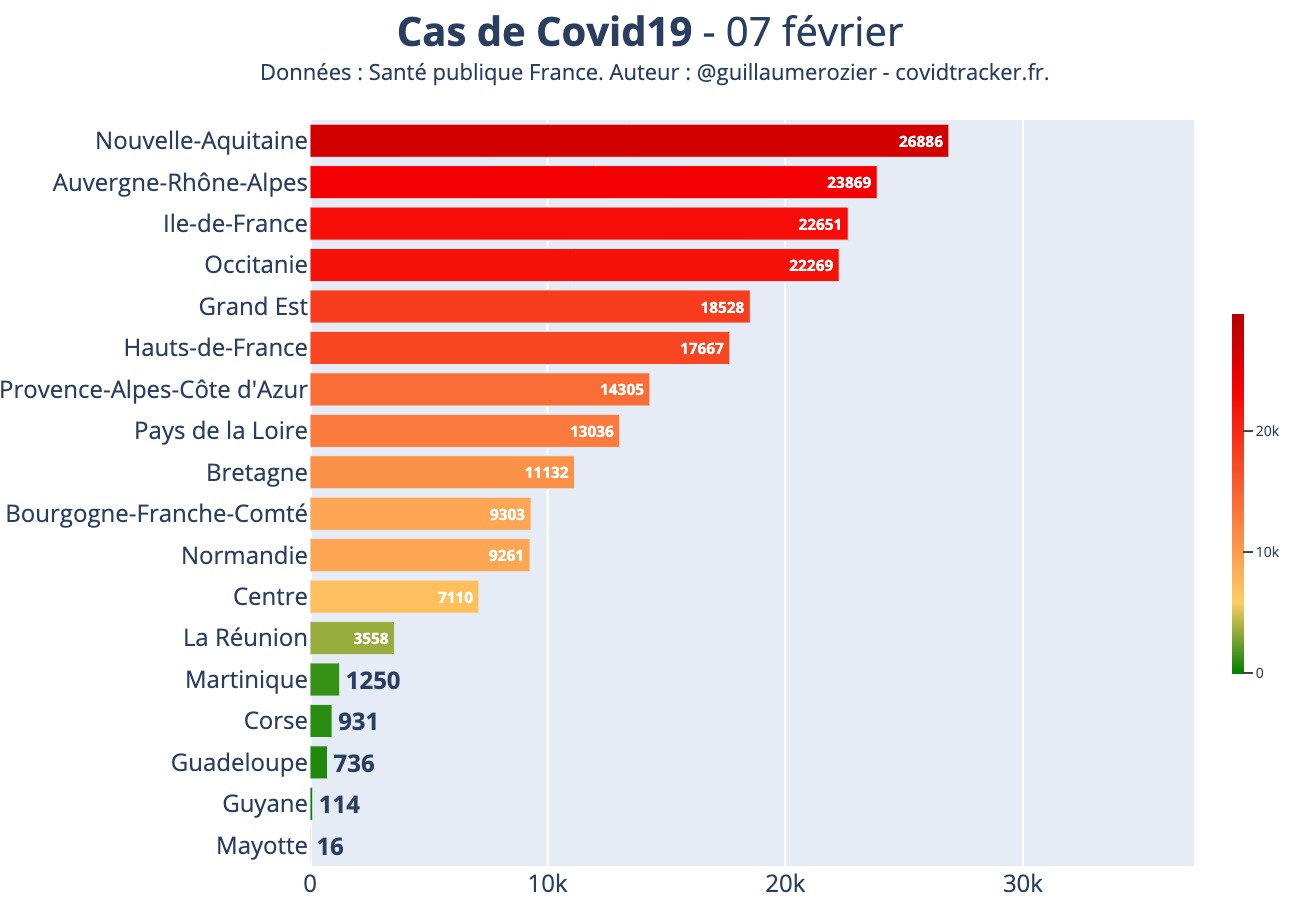 Cas de Covid19 - 07 février
Données : Santé publique France. Auteur : @guillaumerozier - covidtracker.fr.
Nouvelle-Aquitaine 26886
Auvergne-Rhône-Alpes 23869
Ile-de-France 22651
Occitanie 22269
Grand Est 18528
Hauts-de-France 17667
Provence-Alpes-Côte d'Azur 14305
Pays de la Loire 13036
Bretagne 11132
Bourgogne-Franche-Comté 9303
Normandie 9261
Centre 7110
La Réunion 3558
Martinique 1250
Corse 931
Guadeloupe 736
Guyane 114
Mayotte 16
0 10k 20k 30k
20k
10k
0